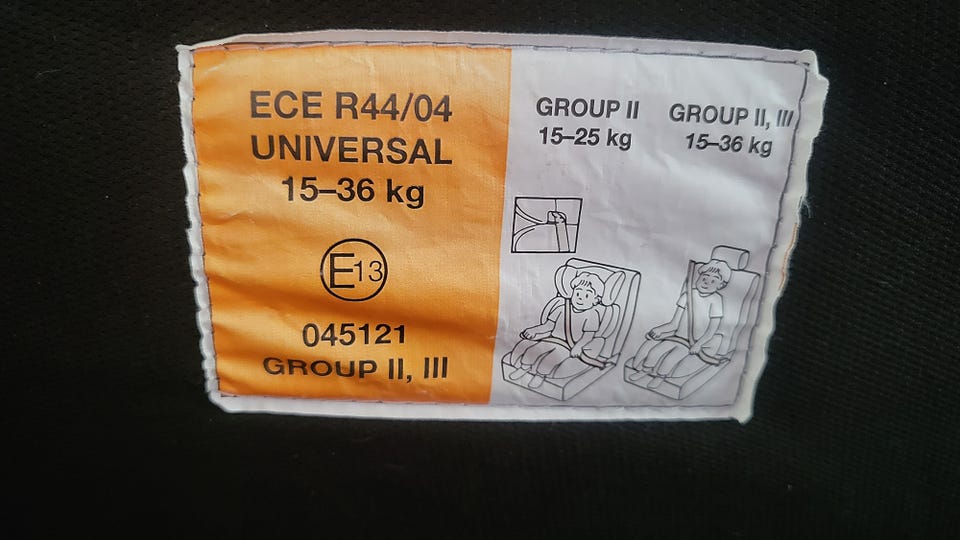 ECE R44/04
UNIVERSAL
15–36 kg
E13
045121
GROUP II, III
GROUP II
15–25 kg
GROUP II, III
15–36 kg